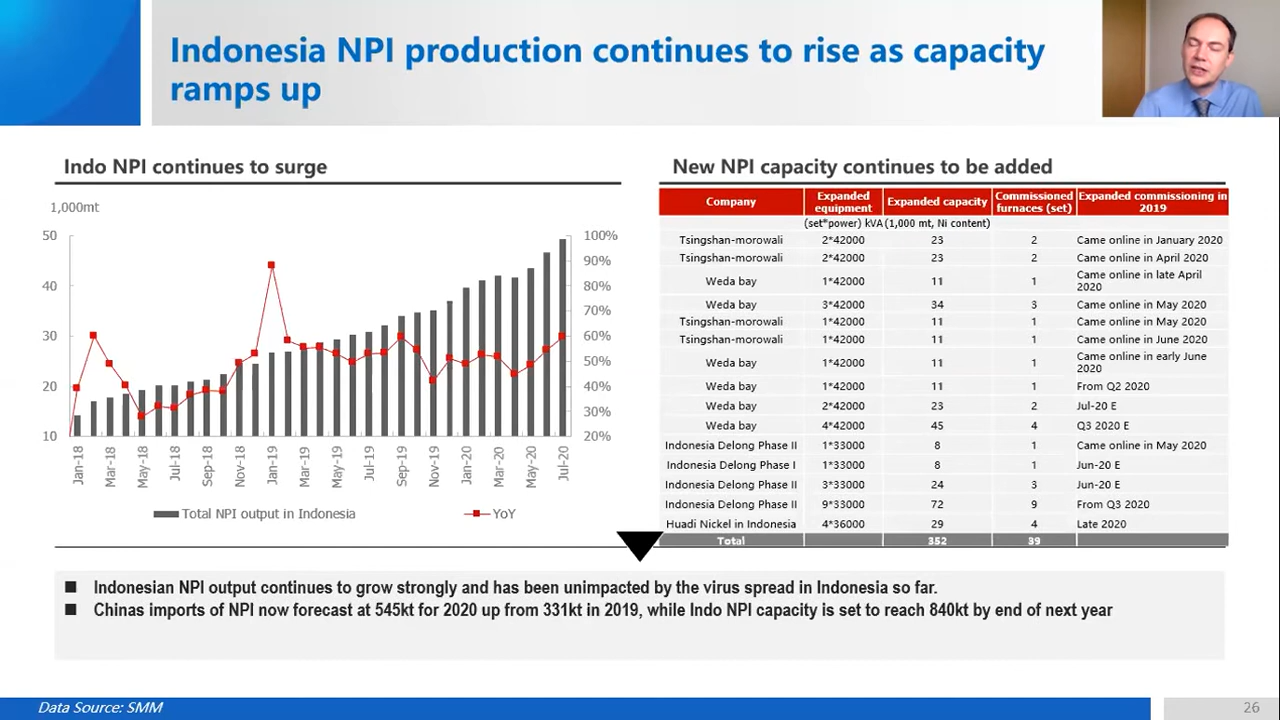 Indonesia NPI production continues to rise as capacity
ramps up
Indo NPI continues to surge
1,000mt
50
40
30
20
10
100%
90%
80%
70%
60%
50%
40%
30%
20%
Jan-18
Mar-18
May-18
Jul-18
Sep-18
Nov-18
Jan-19
Mar-19
May-19
Jul-19
Sep-19
Nov-19
Jan-20
Mar-20
May-20
Jul-20
Total NPI output in Indonesia
YoY
New NPI capacity continues to be added
Company Expanded equipment Expanded capacity Commissioned furnaces (set) Expanded commissioning in 2019
(set*power) kVA (1,000 mt, Ni content)
Tsingshan-morowali 2*42000 23 2 Came online in January 2020
Tsingshan-morowali 2*42000 23 2 Came online in April 2020
Weda bay 1*42000 11 1 Came online in late April 2020
Weda bay 3*42000 34 3 Came online in May 2020
Tsingshan-morowali 1*42000 11 1 Came online in May 2020
Tsingshan-morowali 1*42000 11 1 Came online in June 2020
Weda bay 1*42000 11 1 Came online in early June 2020
Weda bay 1*42000 11 1 From Q2 2020
Weda bay 2*42000 23 2 Jul-20 E
Weda bay 4*42000 45 4 Q3 2020 E
Indonesia Delong Phase II 1*33000 8 1 Came online in May 2020
Indonesia Delong Phase I 1*33000 8 1 Jun-20 E
Indonesia Delong Phase II 3*33000 24 3 Jun-20 E
Indonesia Delong Phase II 9*33000 72 9 From Q3 2020
Huadi Nickel in Indonesia 4*36000 29 4 Late 2020
Total 352 39
Indonesian NPI output continues to grow strongly and has been unimpacted by the virus spread in Indonesia so far.
Chinas imports of NPI now forecast at 545kt for 2020 up from 331kt in 2019, while Indo NPI capacity is set to reach 840kt by end of next year
Data Source: SMM
26